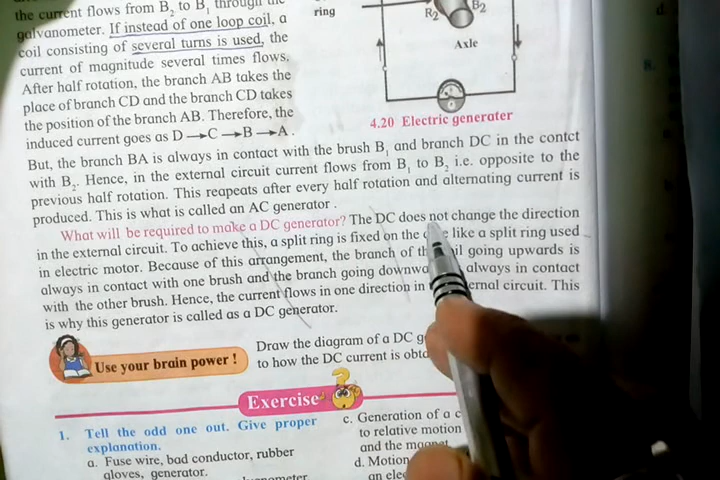 the current flows from B2 to B1 through the
galvanometer. If instead of one loop coil, a
coil consisting of several turns is used, the
current of magnitude several times flows.
After half rotation, the branch AB takes the
place of branch CD and the branch CD takes
the position of the branch AB. Therefore, the
induced current goes as D→C→B→A.
ring
R2
B2
Axle
4.20 Electric generater
But, the branch BA is always in contact with the brush B1 and branch DC in the contct
with B2. Hence, in the external circuit current flows from B1 to B2 i.e. opposite to the
previous half rotation. This reapeats after every half rotation and alternating current is
produced. This is what is called an AC generator .
What will be required to make a DC generator? The DC does not change the direction
in the external circuit. To achieve this, a split ring is fixed on the like a split ring used
in electric motor. Because of this arrangement, the branch of going upwards is
always in contact with one brush and the branch going always in contact
with the other brush. Hence, the current flows in one direction in This
is why this generator is called as a DC generator.
Use your brain power !
Draw the diagram of a DC
to how the DC current is
Exercise
1. Tell the odd one out. Give proper
explanation.
a. Fuse wire, bad conductor, rubber
gloves, generator.
c. Generation of a
to relative motion
and the
d. Motion
an